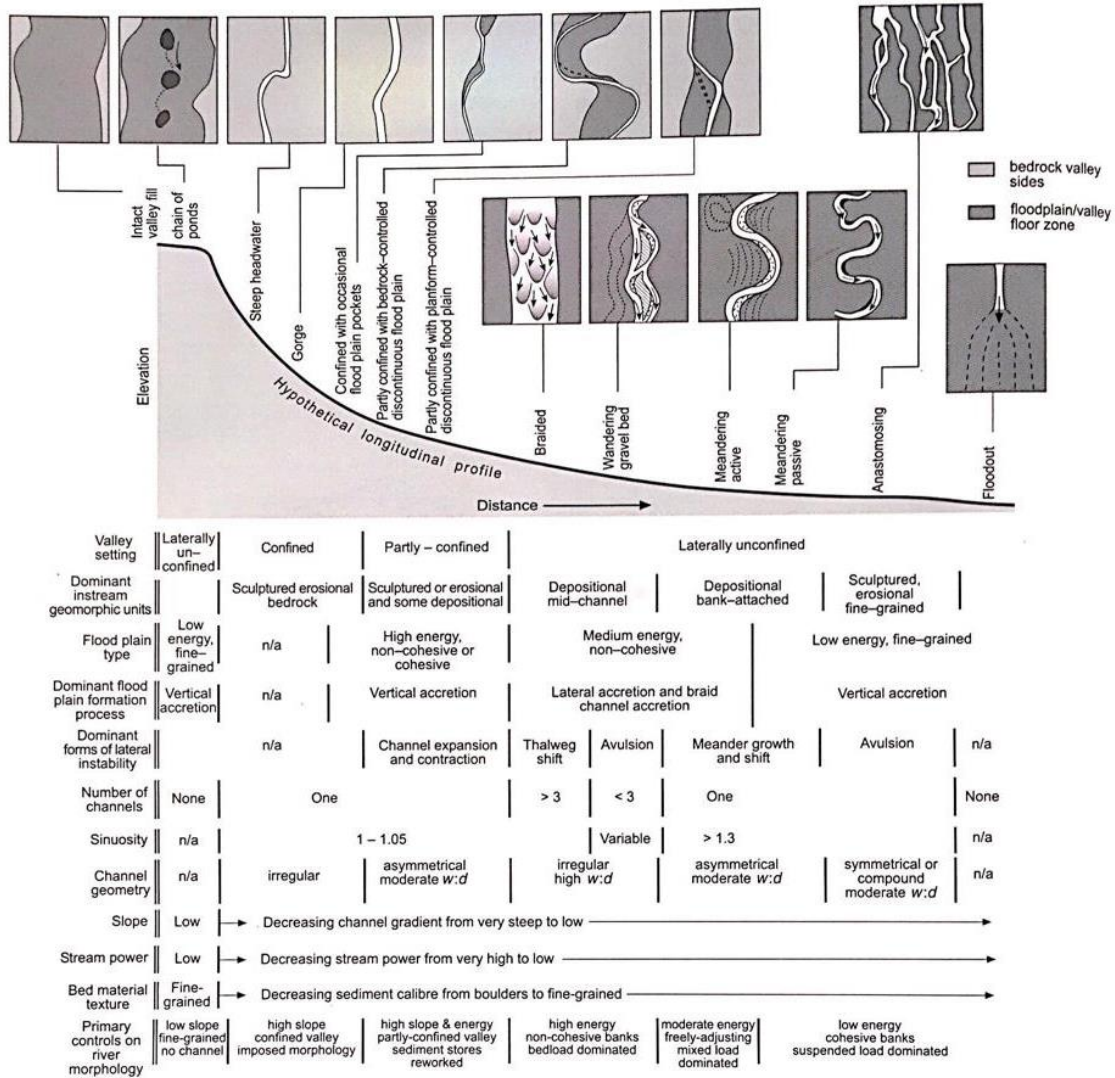 bedrock valley
sides
floodplain/valley
floor zone
Intact
valley fill
chain of
ponds
Steep headwater
Gorge
Confined with occasional
flood plain pockets
Partly confined with bedrock–controlled
discontinuous flood plain
Partly confined with planform–controlled
discontinuous flood plain
Braided
Wandering
gravel bed
Meandering
active
Meandering
passive
Anastomosing
Floodout
Elevation
Hypothetical longitudinal profile
Distance
Valley
setting
Laterally
un–
confined
Confined
Partly – confined
Laterally unconfined
Dominant
instream
geomorphic units
Sculptured erosional
bedrock
Sculptured or erosional
and some depositional
Depositional
mid–channel
Depositional
bank–attached
Sculptured,
erosional
fine–grained
Flood plain
type
Low
energy,
fine–
grained
n/a
High energy,
non–cohesive or
cohesive
Medium energy,
non–cohesive
Low energy, fine–grained
Dominant flood
plain formation
process
Vertical
accretion
n/a
Vertical accretion
Lateral accretion and braid
channel accretion
Vertical accretion
Dominant
forms of lateral
instability
n/a
Channel expansion
and contraction
Thalweg
shift
Avulsion
Meander growth
and shift
Avulsion
n/a
Number of
channels
None
One
> 3
< 3
One
None
Sinuosity
n/a
1 – 1.05
Variable
> 1.3
n/a
Channel
geometry
n/a
irregular
asymmetrical
moderate w:d
irregular
high w:d
asymmetrical
moderate w:d
symmetrical or
compound
moderate w:d
n/a
Slope
Low
Decreasing channel gradient from very steep to low
Stream power
Low
Decreasing stream power from very high to low
Bed material
texture
Fine-
grained
Decreasing sediment calibre from boulders to fine-grained
Primary
controls on
river
morphology
low slope
fine-grained
no channel
high slope
confined valley
imposed morphology
high slope & energy
partly-confined valley
sediment stores
reworked
high energy
non-cohesive banks
bedload dominated
moderate energy
freely-adjusting
mixed load
dominated
low energy
cohesive banks
suspended load dominated